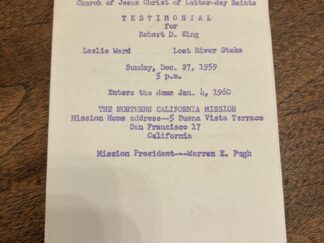 Church of Jesus Christ of Latter-day Saints
TESTIMONIAL
for
Robert D. King
Leslie Ward Lost River Stake
Sunday, Dec. 27, 1959
5 p.m.
Enters the Home Jan. 4, 1960
THE NORTHERN CALIFORNIA MISSION
Mission Home address--5 Buena Vista Terrace
San Francisco 17
California
Mission President---Warren E. Pugh